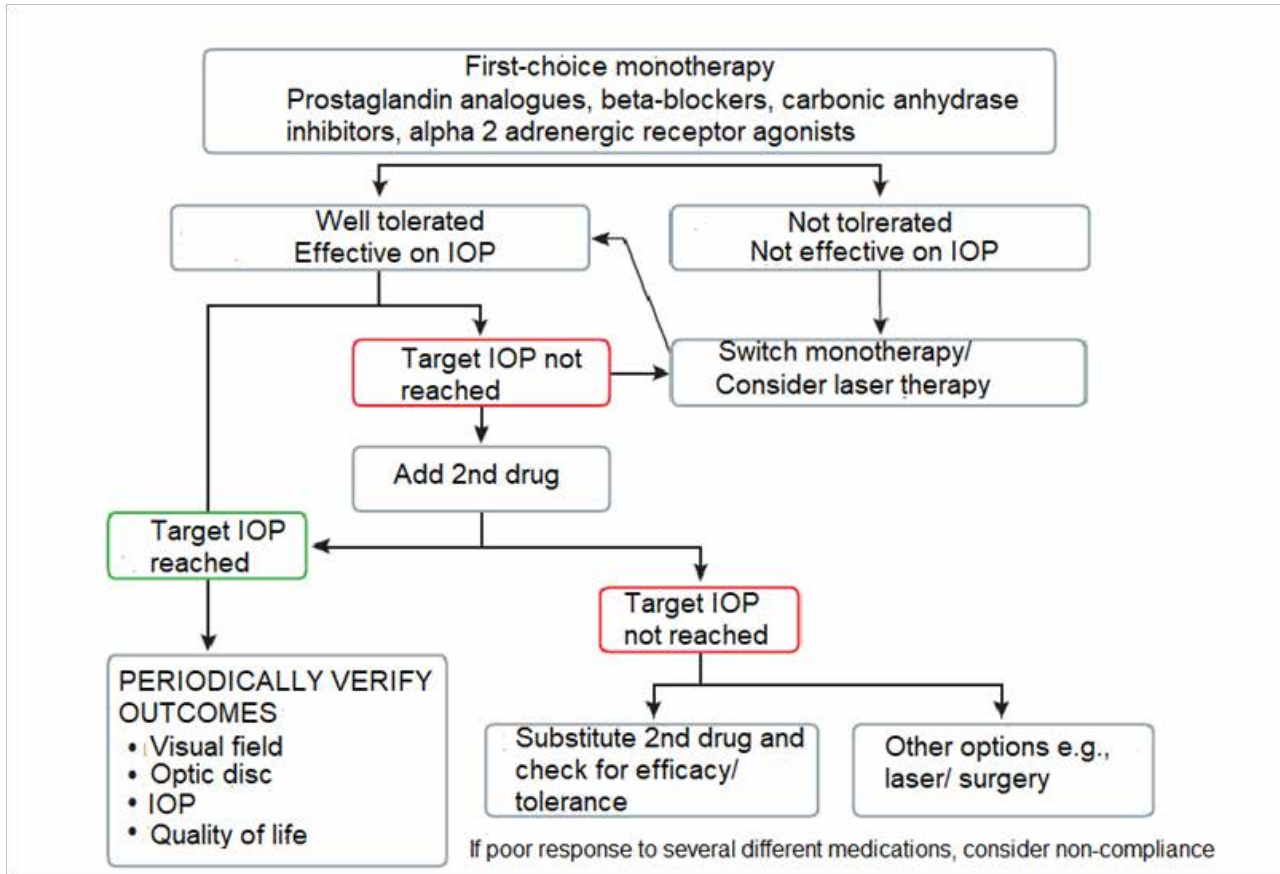 First-choice monotherapy
Prostaglandin analogues, beta-blockers, carbonic anhydrase
inhibitors, alpha 2 adrenergic receptor agonists
Well tolerated
Effective on IOP
Not tolrerated
Not effective on IOP
Target IOP not
reached
Switch monotherapy/
Consider laser therapy
Add 2nd drug
Target IOP
reached
Target IOP
not reached
PERIODICALLY VERIFY
OUTCOMES
• Visual field
• Optic disc
• IOP
• Quality of life
Substitute 2nd drug and
check for efficacy/
tolerance
Other options e.g.,
laser/ surgery
If poor response to several different medications, consider non-compliance